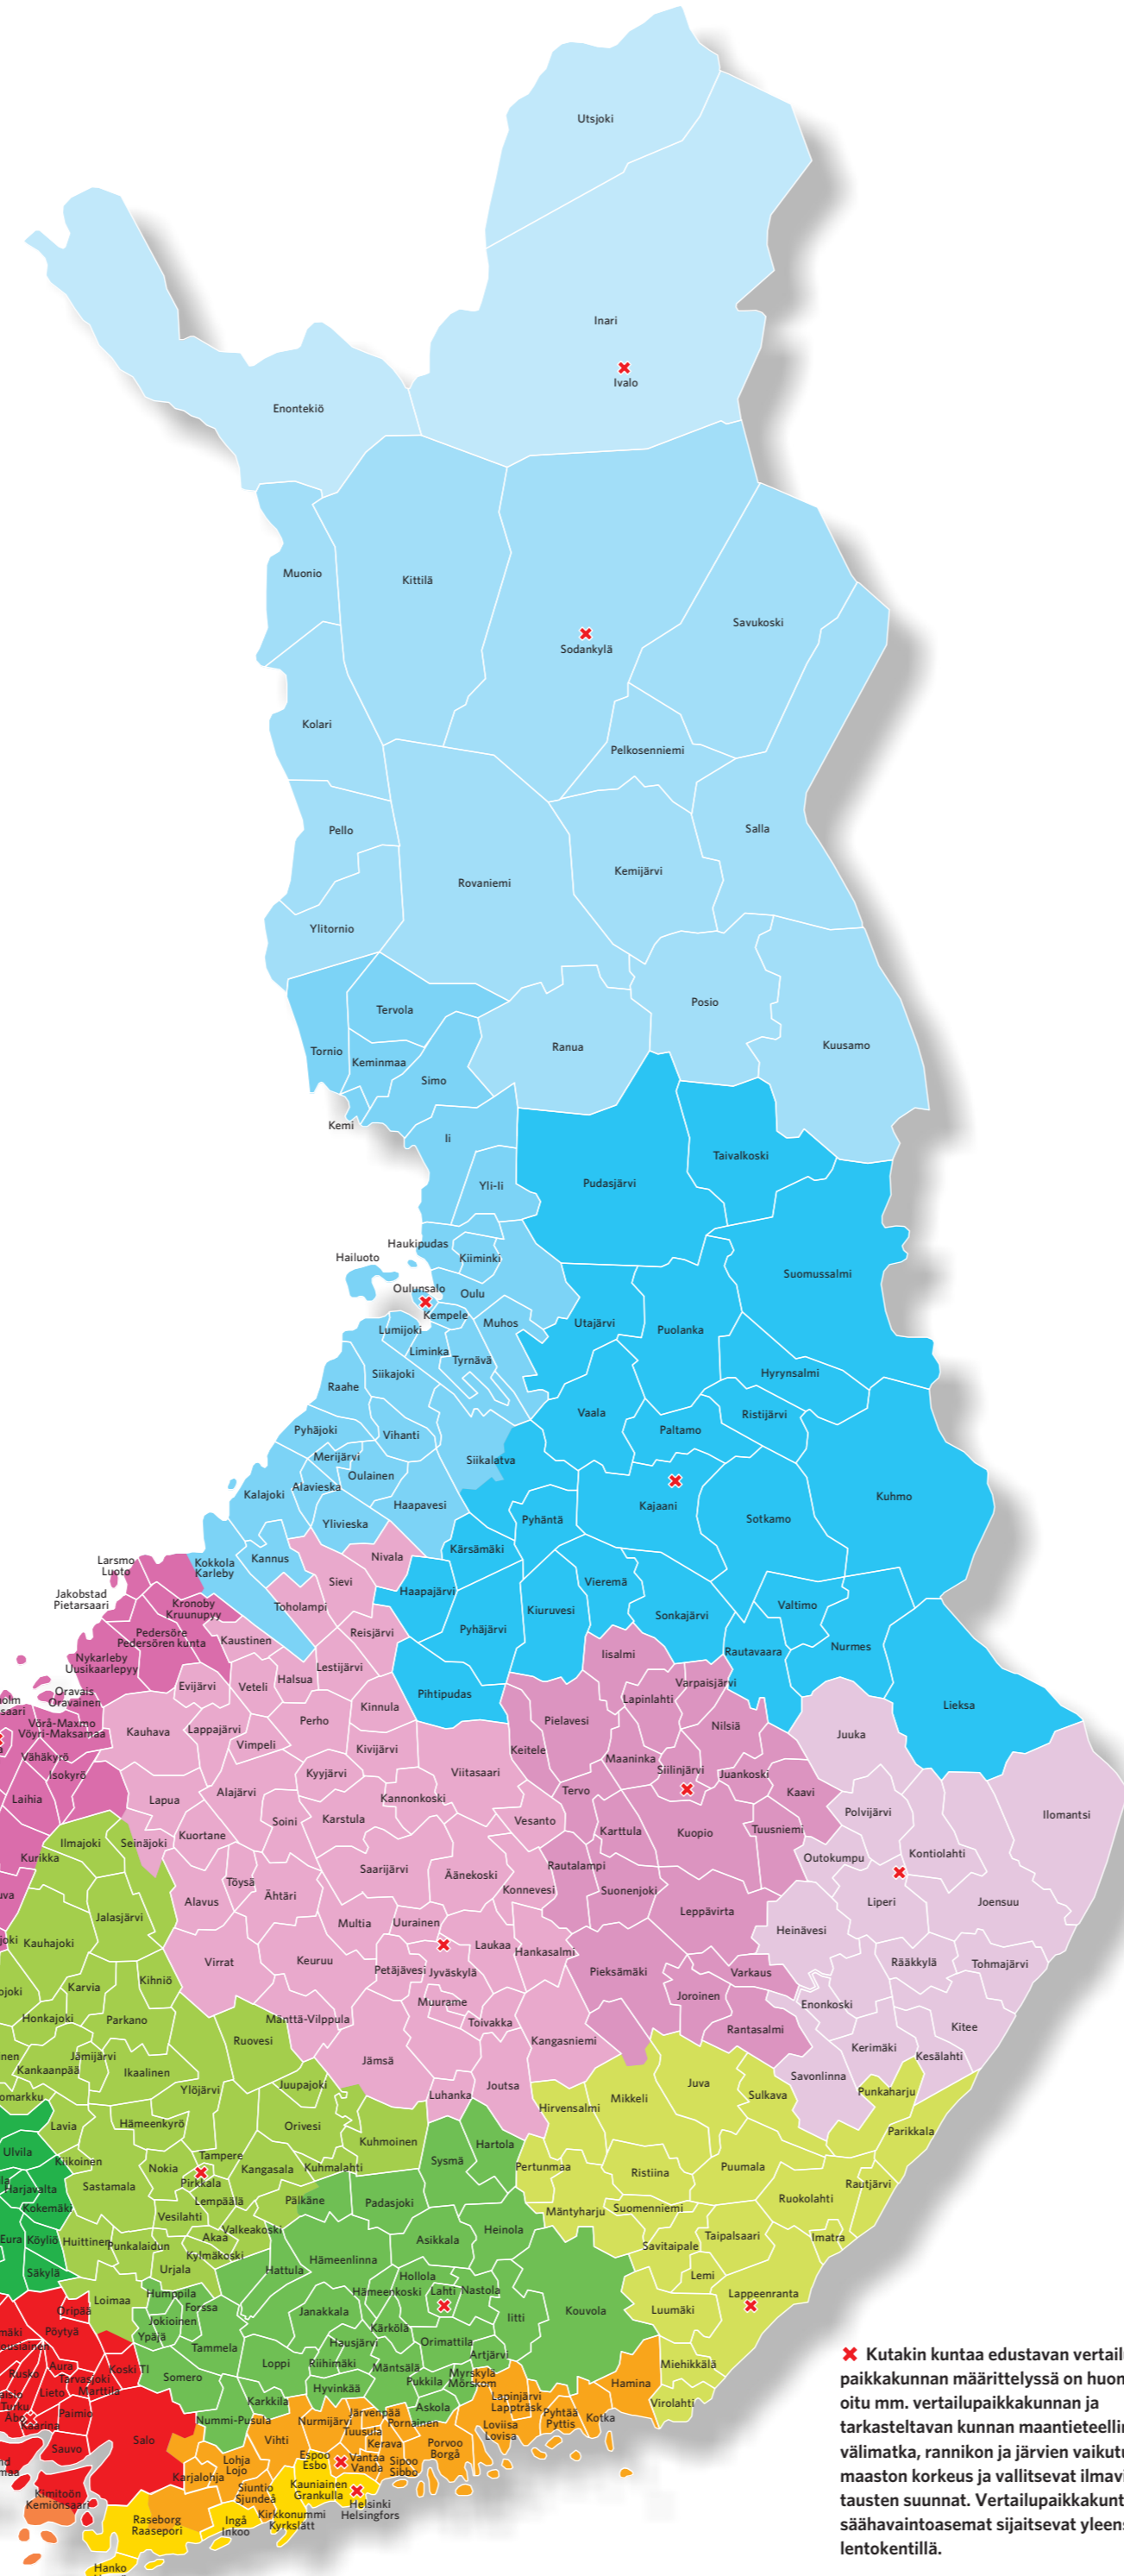 Utsjoki
Inari
Ivalo
Enontekiö
Muonio
Kittilä
Savukoski
Sodankylä
Kolari
Pelkosenniemi
Pello
Salla
Kemijärvi
Rovaniemi
Ylitornio
Posio
Tervola
Kuusamo
Ranua
Tornio
Keminmaa
Simo
Kemi
Ii
Taivalkoski
Pudasjärvi
Yli-Ii
Haukipudas
Hailuoto
Kiiminki
Suomussalmi
Oulunsalo
Oulu
Kempele
Muhos
Utajärvi
Lumijoki
Puolanka
Liminka
Tyrnävä
Siikajoki
Hyrynsalmi
Raahe
Vaala
Ristijärvi
Pyhäjoki
Vihanti
Paltamo
Merijärvi
Siikalatva
Oulainen
Alavieska
Kalajoki
Kuhmo
Haapavesi
Kajaani
Ylivieska
Pyhäntä
Sotkamo
Kärsämäki
Nivala
Larsmo
Luoto
Kokkola
Karleby
Kannus
Sievi
Vieremä
Haapajärvi
Jakobstad
Pietarsaari
Kronoby
Kruunupyy
Toholampi
Kiuruvesi
Sonkajärvi
Valtimo
Pedersöre
Pedersören kunta
Reisjärvi
Pyhäjärvi
Kaustinen
Nurmes
Rautavaara
Nykarleby
Uusikaarlepyy
Iisalmi
Lestijärvi
Halsua
Veteli
Evijärvi
Varpaisjärvi
Pihtipudas
Oravais
Oravainen
Lapinlahti
Lieksa
Kinnula
Perho
Pielavesi
Nilsiä
Vörå-Maxmo
Vöyri-Maksamaa
Kauhava
Lappajärvi
Juuka
Vimpeli
Kivijärvi
Keitele
Vähäkyrö
Maaninka
Isokyrö
Kyyjärvi
Viitasaari
Siilinjärvi
Juankoski
Alajärvi
Tervo
Kaavi
Laihia
Lapua
Kannonkoski
Polvijärvi
Ilomantsi
Soini
Karstula
Vesanto
Karttula
Kuopio
Tuusniemi
Kuortane
Ilmajoki
Seinäjoki
Kontiolahti
Outokumpu
Kurikka
Saarijärvi
Rautalampi
Äänekoski
Töysä
Konnevesi
Suonenjoki
Ähtäri
Alavus
Liperi
Joensuu
Leppävirta
Jalasjärvi
Multia
Uurainen
Heinävesi
Kauhajoki
Laukaa
Hankasalmi
Virrat
Keuruu
Rääkkylä
Tohmajärvi
Petäjävesi
Jyväskylä
Pieksämäki
Varkaus
Kihniö
Karvia
Joroinen
Muurame
Enonkoski
Honkajoki
Parkano
Mänttä-Vilppula
Toivakka
Rantasalmi
Kitee
Ruovesi
Kangasniemi
Kerimäki
Kesälahti
Jämijärvi
Jämsä
Kankaanpää
Ikaalinen
Savonlinna
Juupajoki
Joutsa
Juva
Ylöjärvi
Luhanka
Sulkava
Punkaharju
Mikkeli
Hirvensalmi
Lavia
Hämeenkyrö
Orivesi
Parikkala
Kuhmoinen
Hartola
Ulvila
Tampere
Sysmä
Kiikoinen
Nokia
Kangasala
Kuhmalahti
Pertunmaa
Puumala
Ristiina
Pirkkala
Rautjärvi
Harjavalta
Sastamala
Lempäälä
Pälkäne
Padasjoki
Ruokolahti
Kokemäki
Suomenniemi
Mäntyharju
Vesilahti
Valkeakoski
Heinola
Taipalsaari
Eura
Köyliö
Huittinen
Punkalaidun
Akaa
Asikkala
Imatra
Savitaipale
Kylmäkoski
Hämeenlinna
Urjala
Hattula
Säkylä
Lemi
Hollola
Hämeenkoski
Lahti
Nastola
Lappeenranta
Humppila
Loimaa
Forssa
Oripää
Janakkala
Iitti
Kouvola
Luumäki
Jokioinen
Pöytyä
Ypäjä
Kärkölä
Tammela
Hausjärvi
Orimattila
Artjärvi
Aura
Koski Tl
Loppi
Riihimäki
Mäntsälä
Myrskylä
Mörskom
Miehikkälä
Rusko
Tarvasjoki
Somero
Pukkila
Hyvinkää
Hamina
Lieto
Marttila
Karkkila
Askola
Lapinjärvi
Lappträsk
Virolahti
Turku
Åbo
Kaarina
Paimio
Järvenpää
Pornainen
Pyhtää
Pyttis
Kotka
Nummi-Pusula
Nurmijärvi
Loviisa
Lovisa
Tuusula
Salo
Vihti
Kerava
Porvoo
Borgå
Sauvo
Espoo
Esbo
Vantaa
Vanda
Sipoo
Sibbo
Lohja
Lojo
Karjalohja
Kauniainen
Grankulla
Siuntio
Sjundeå
Kimitoön
Kemiönsaari
Helsinki
Helsingfors
Kirkkonummi
Kyrkslätt
Raseborg
Raasepori
Ingå
Inkoo
Hanko
Kutakin kuntaa edustavan vertail
paikkakunnan määrittelyssä on huon
oitu mm. vertailupaikkakunnan ja
tarkasteltavan kunnan maantieteellin
välimatka, rannikon ja järvien vaikutu
maaston korkeus ja vallitsevat ilmavi
tausten suunnat. Vertailupaikkakunt
säähavaintoasemat sijaitsevat yleens
lentokentillä.